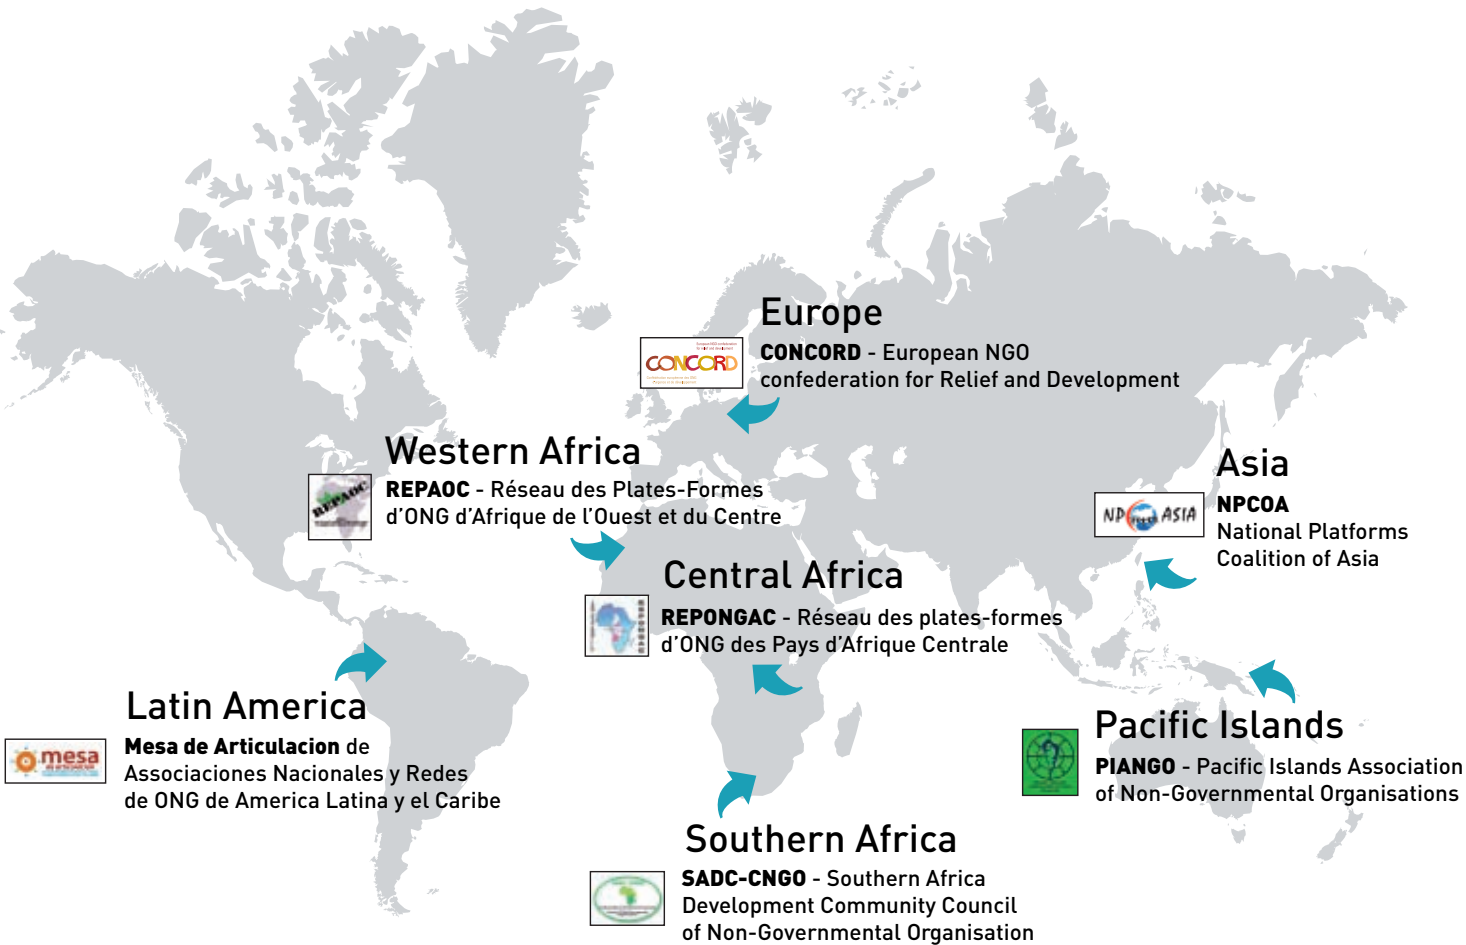 Europe
CONCORD
CONCORD - European NGO
confederation for Relief and Development
Western Africa
REPAOC
REPAOC - Réseau des Plates-Formes
d’ONG d’Afrique de l’Ouest et du Centre
Asia
NP ASIA
NPCOA
National Platforms
Coalition of Asia
Central Africa
REPONGAC - Réseau des plates-formes
d’ONG des Pays d’Afrique Centrale
Latin America
mesa
Mesa de Articulacion de
Associaciones Nacionales y Redes
de ONG de America Latina y el Caribe
Pacific Islands
PIANGO - Pacific Islands Association
of Non-Governmental Organisations
Southern Africa
SADC-CNGO - Southern Africa
Development Community Council
of Non-Governmental Organisation